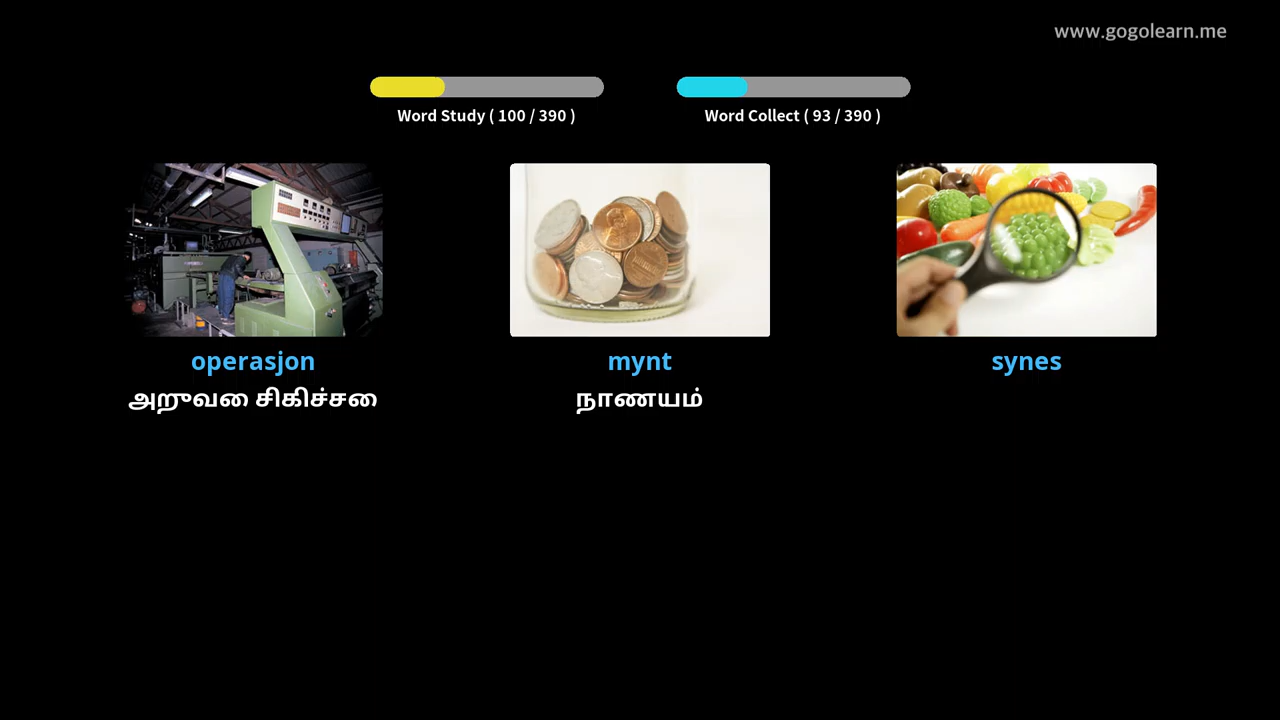 www.gogolearn.me
Word Study ( 100 / 390 )
Word Collect ( 93 / 390 )
operasjon
mynt
synes
அறுவை சிகிச்சை
நாணயம்